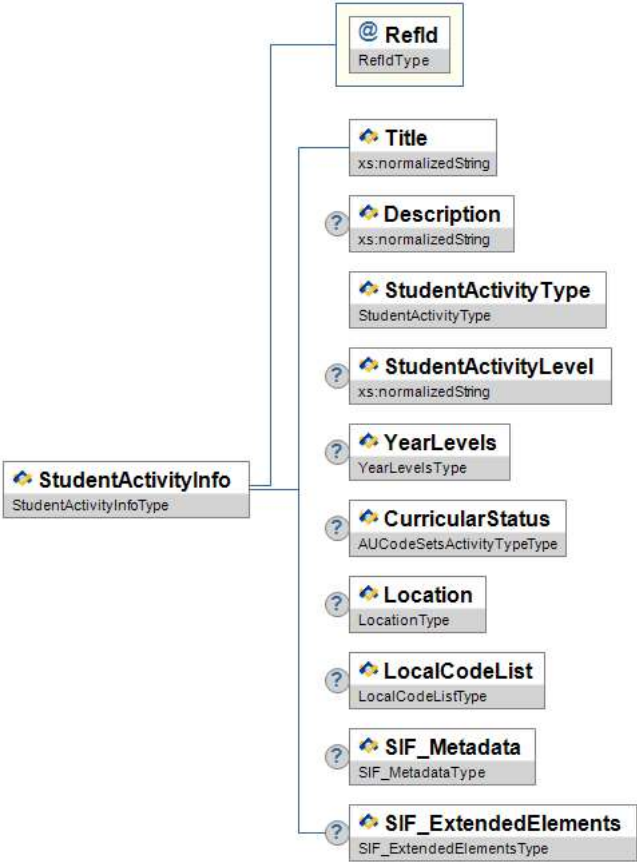 @ RefId
RefIdType
Title
xs:normalizedString
? Description
xs:normalizedString
StudentActivityType
StudentActivityType
? StudentActivityLevel
xs:normalizedString
? YearLevels
YearLevelsType
StudentActivityInfo
StudentActivityInfoType
? CurricularStatus
AUCodeSetsActivityTypeType
? Location
LocationType
? LocalCodeList
LocalCodeListType
? SIF_Metadata
SIF_MetadataType
? SIF_ExtendedElements
SIF_ExtendedElementsType